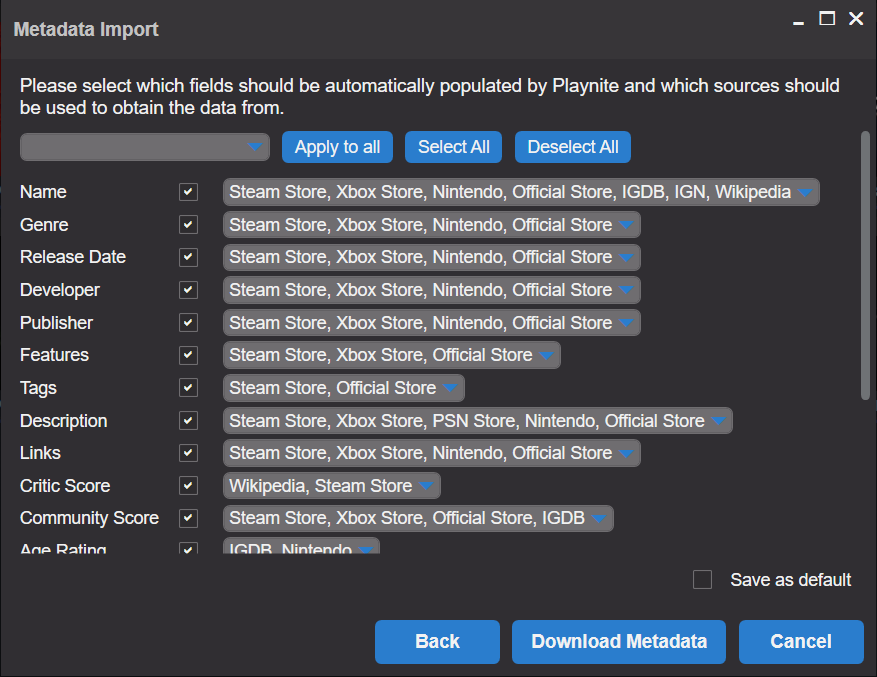 Metadata Import
Please select which fields should be automatically populated by Playnite and which sources should
be used to obtain the data from.
Apply to all Select All Deselect All
Name Steam Store, Xbox Store, Nintendo, Official Store, IGDB, IGN, Wikipedia
Genre Steam Store, Xbox Store, Nintendo, Official Store
Release Date Steam Store, Xbox Store, Nintendo, Official Store
Developer Steam Store, Xbox Store, Nintendo, Official Store
Publisher Steam Store, Xbox Store, Nintendo, Official Store
Features Steam Store, Xbox Store, Official Store
Tags Steam Store, Official Store
Description Steam Store, Xbox Store, PSN Store, Nintendo, Official Store
Links Steam Store, Xbox Store, Nintendo, Official Store
Critic Score Wikipedia, Steam Store
Community Score Steam Store, Xbox Store, Official Store, IGDB
Age Rating IGDB, Nintendo
Save as default
Back Download Metadata Cancel